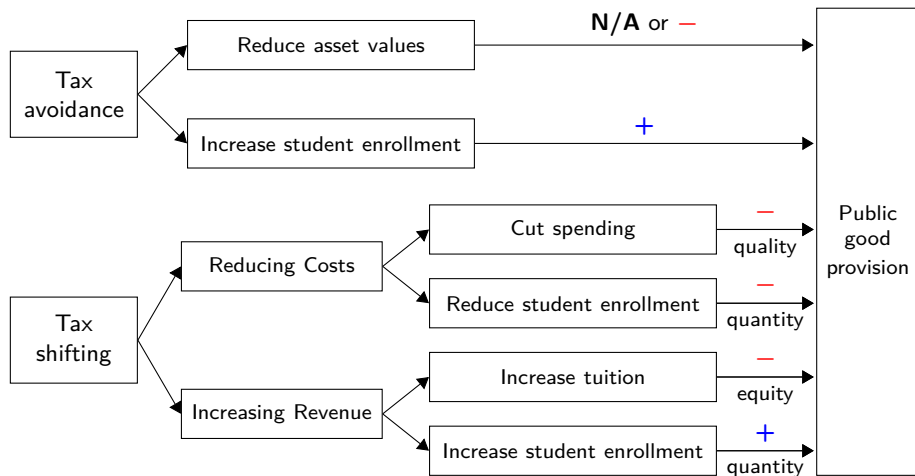 N/A or −
Reduce asset values
Tax
avoidance
+
Increase student enrollment
−
Cut spending
quality
Public
good
provision
Reducing Costs
−
Reduce student enrollment
quantity
Tax
shifting
−
Increase tuition
equity
Increasing Revenue
+
Increase student enrollment
quantity